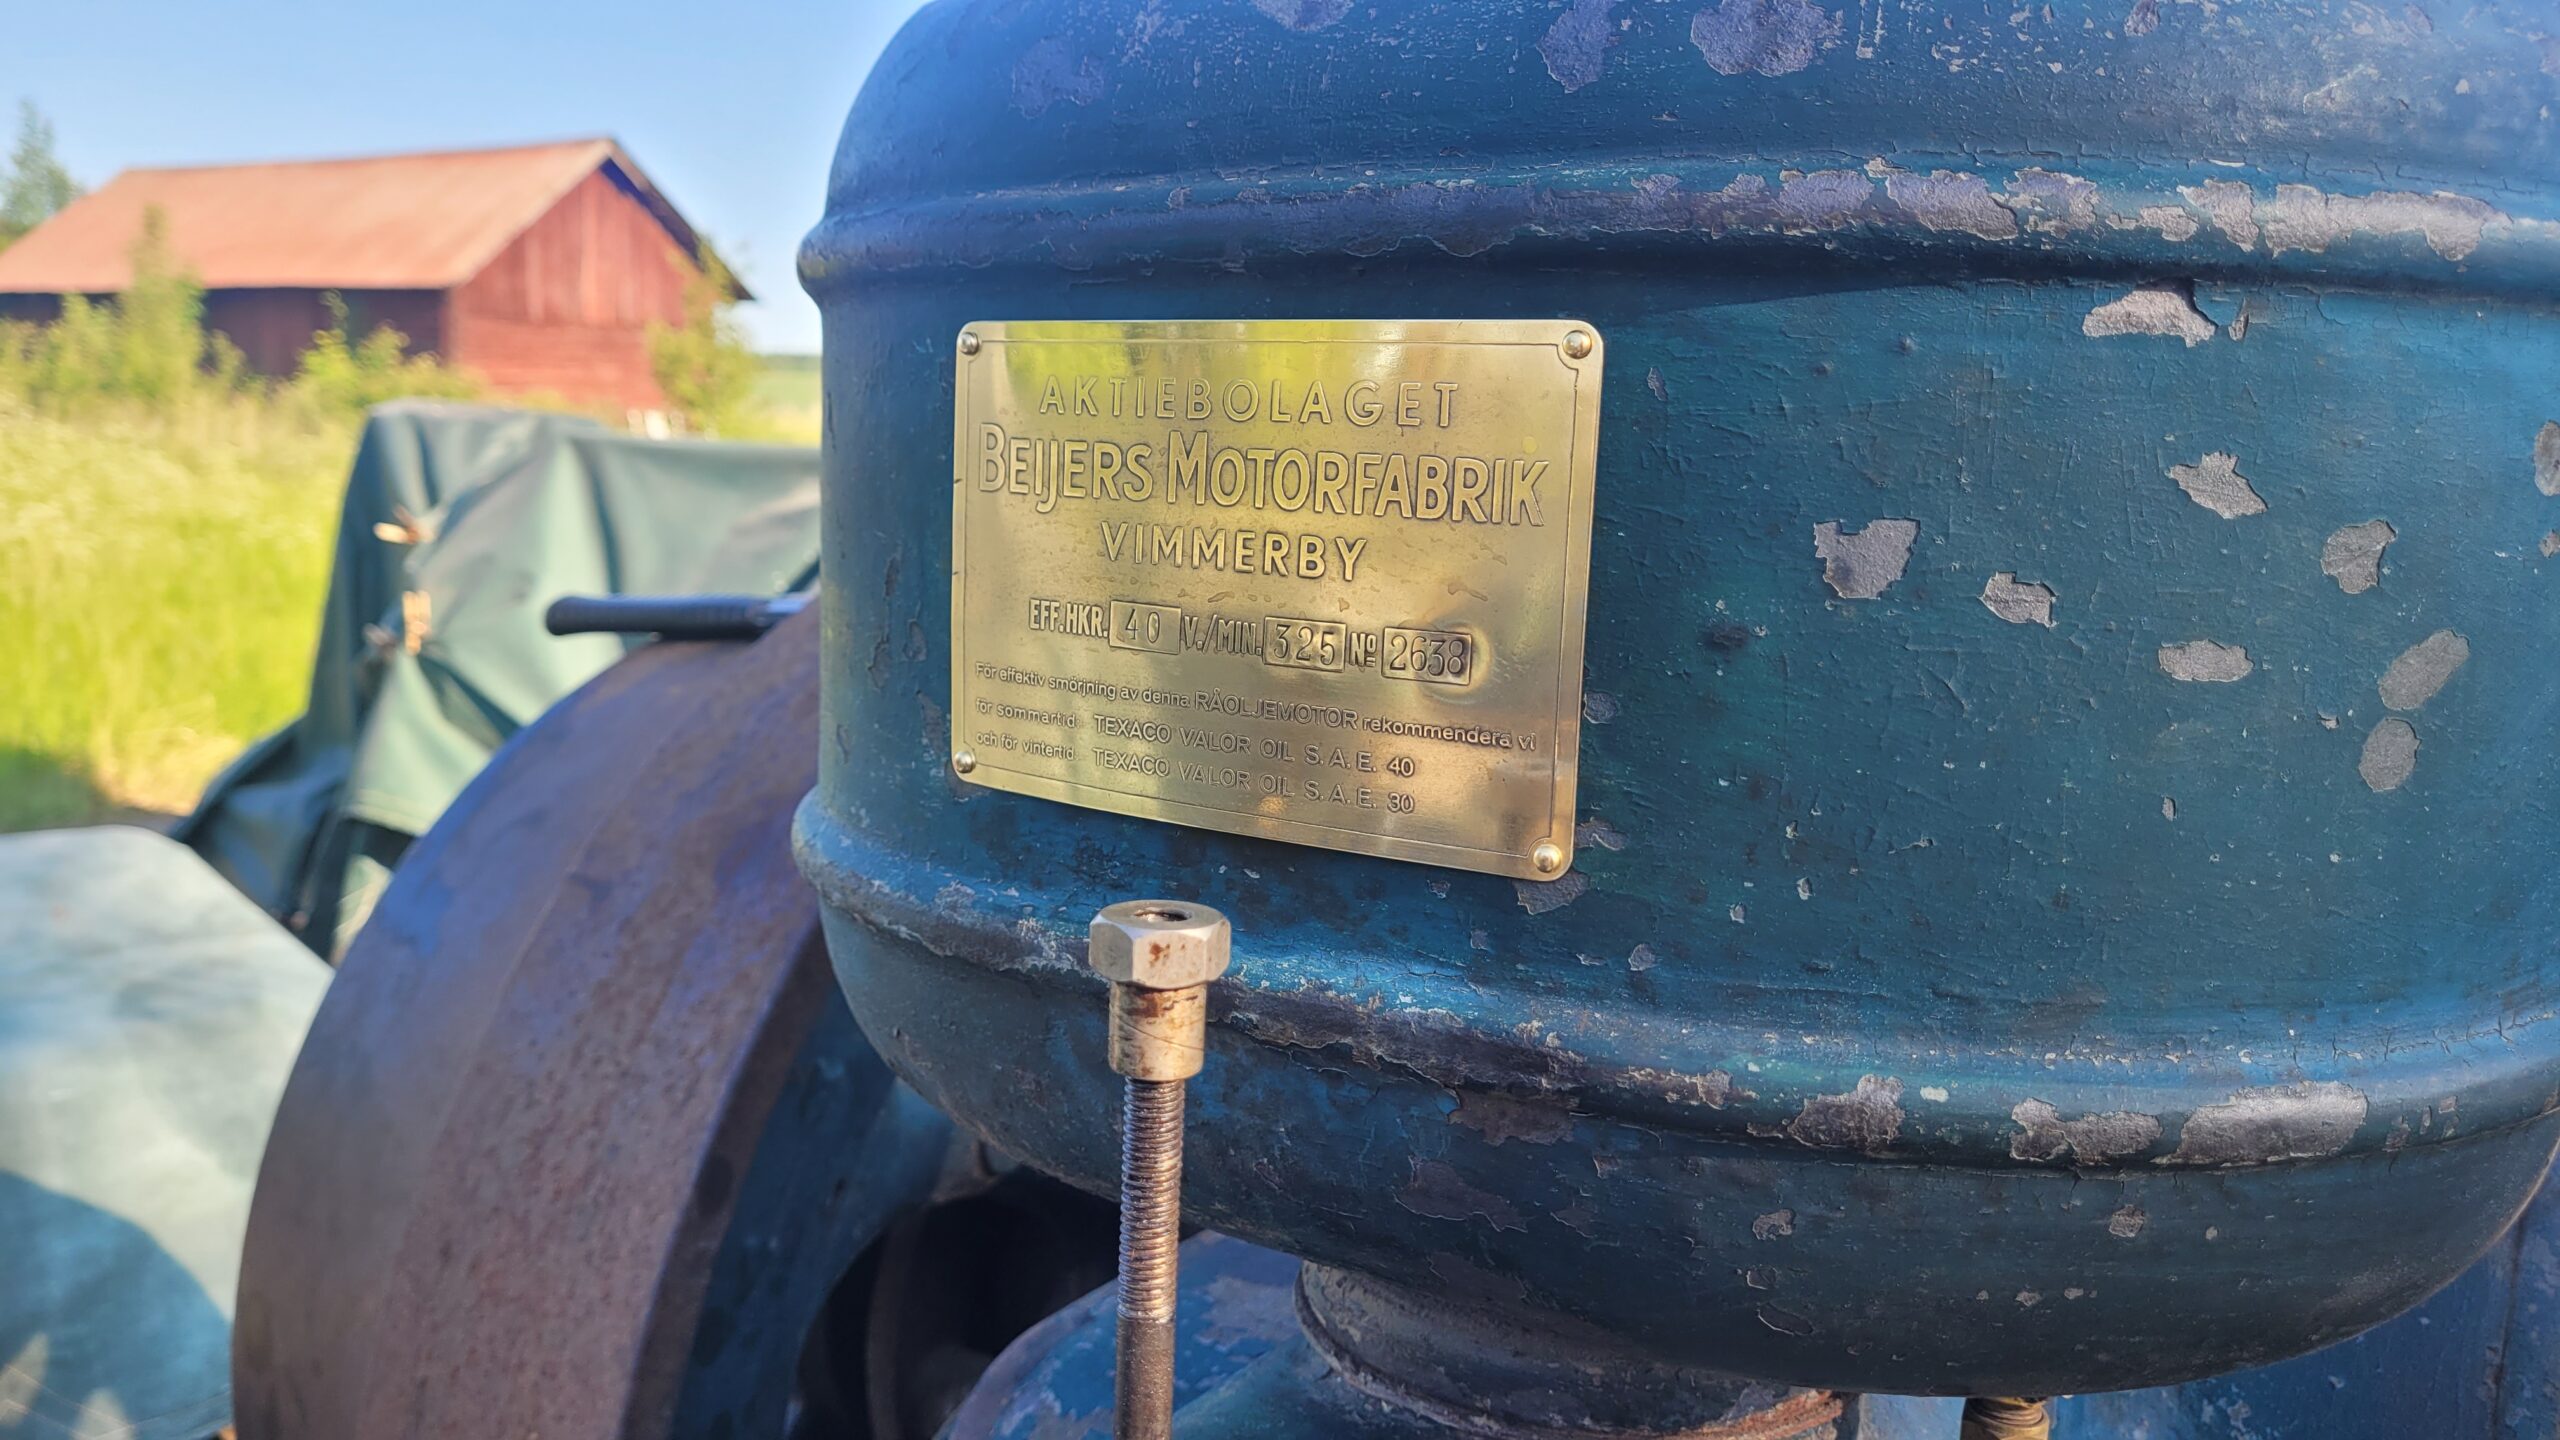 AKTIEBOLAGET
BEIJERS MOTORFABRIK
VIMMERBY
EFF.HKR. 40 V./MIN. 325 No 2638
För effektiv smörjning av denna RÅOLJEMOTOR rekommendera vi
för sommartid: TEXACO VALOR OIL S.A.E. 40
och för vintertid: TEXACO VALOR OIL S.A.E. 30